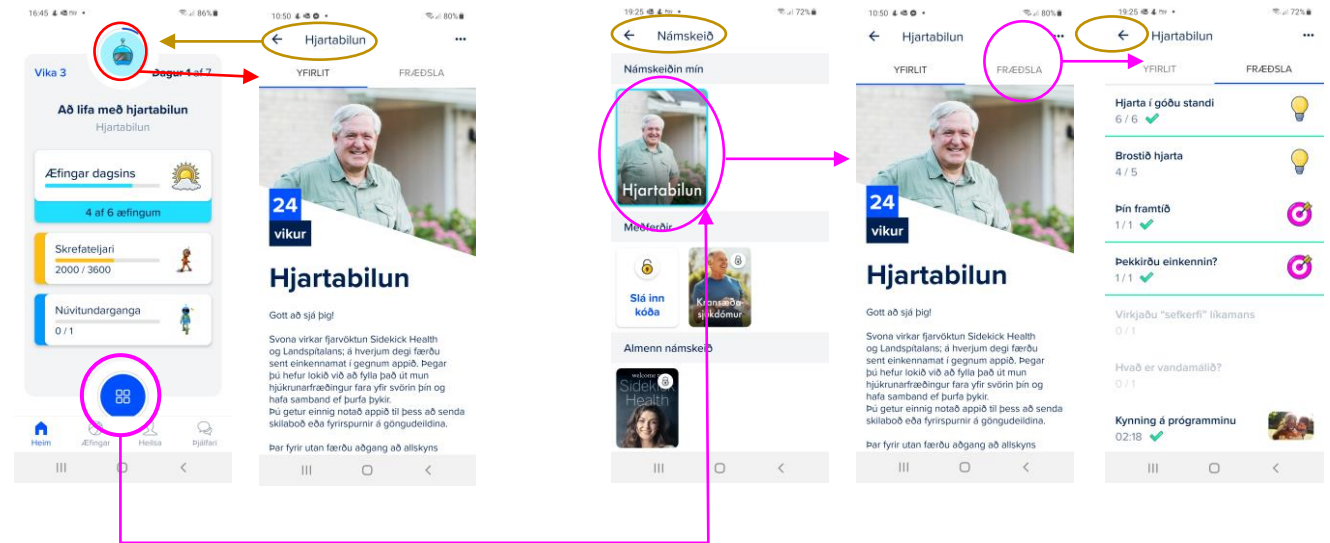 16:45
86%
Vika 3
Dagur 1 af 7
Að lifa með hjartabilun
Hjartabilun
Æfingar dagsins
4 af 6 æfingum
Skrefateljari
2000 / 3600
Núvitundarganga
0 / 1
Heim
Æfingar
Heilsa
Þjálfari
10:50
80%
Hjartabilun
YFIRLIT
FRÆÐSLA
24
vikur
Hjartabilun
Gott að sjá þig!
Svona virkar fjarvöktun Sidekick Health
og Landspítalans; á hverjum degi færðu
sent einkennamat í gegnum appið. Þegar
þú hefur lokið við að fylla það út mun
hjúkrunarfræðingur fara yfir svörin þín og
hafa samband ef þurfa þykir.
Þú getur einnig notað appið til þess að senda
skilaboð eða fyrirspurnir á göngudeildina.
Þar fyrir utan færðu aðgang að allskyns
19:25
72%
Námskeið
Námskeiðin mín
Hjartabilun
Meðferðir
Slá inn
kóða
Kransæða-
sjúkdómur
Almenn námskeið
welcome to
Sidekick
Health
10:50
80%
Hjartabilun
YFIRLIT
FRÆÐSLA
24
vikur
Hjartabilun
Gott að sjá þig!
Svona virkar fjarvöktun Sidekick Health
og Landspítalans; á hverjum degi færðu
sent einkennamat í gegnum appið. Þegar
þú hefur lokið við að fylla það út mun
hjúkrunarfræðingur fara yfir svörin þín og
hafa samband ef þurfa þykir.
Þú getur einnig notað appið til þess að senda
skilaboð eða fyrirspurnir á göngudeildina.
Þar fyrir utan færðu aðgang að allskyns
19:25
72%
Hjartabilun
YFIRLIT
FRÆÐSLA
Hjarta í góðu standi
6 / 6
Brostið hjarta
4 / 5
Þín framtíð
1 / 1
Þekkirðu einkennin?
1 / 1
Virkjaðu "sefkerfi" líkamans
0 / 1
Hvað er vandamálið?
0 / 1
Kynning á prógramminu
02:18